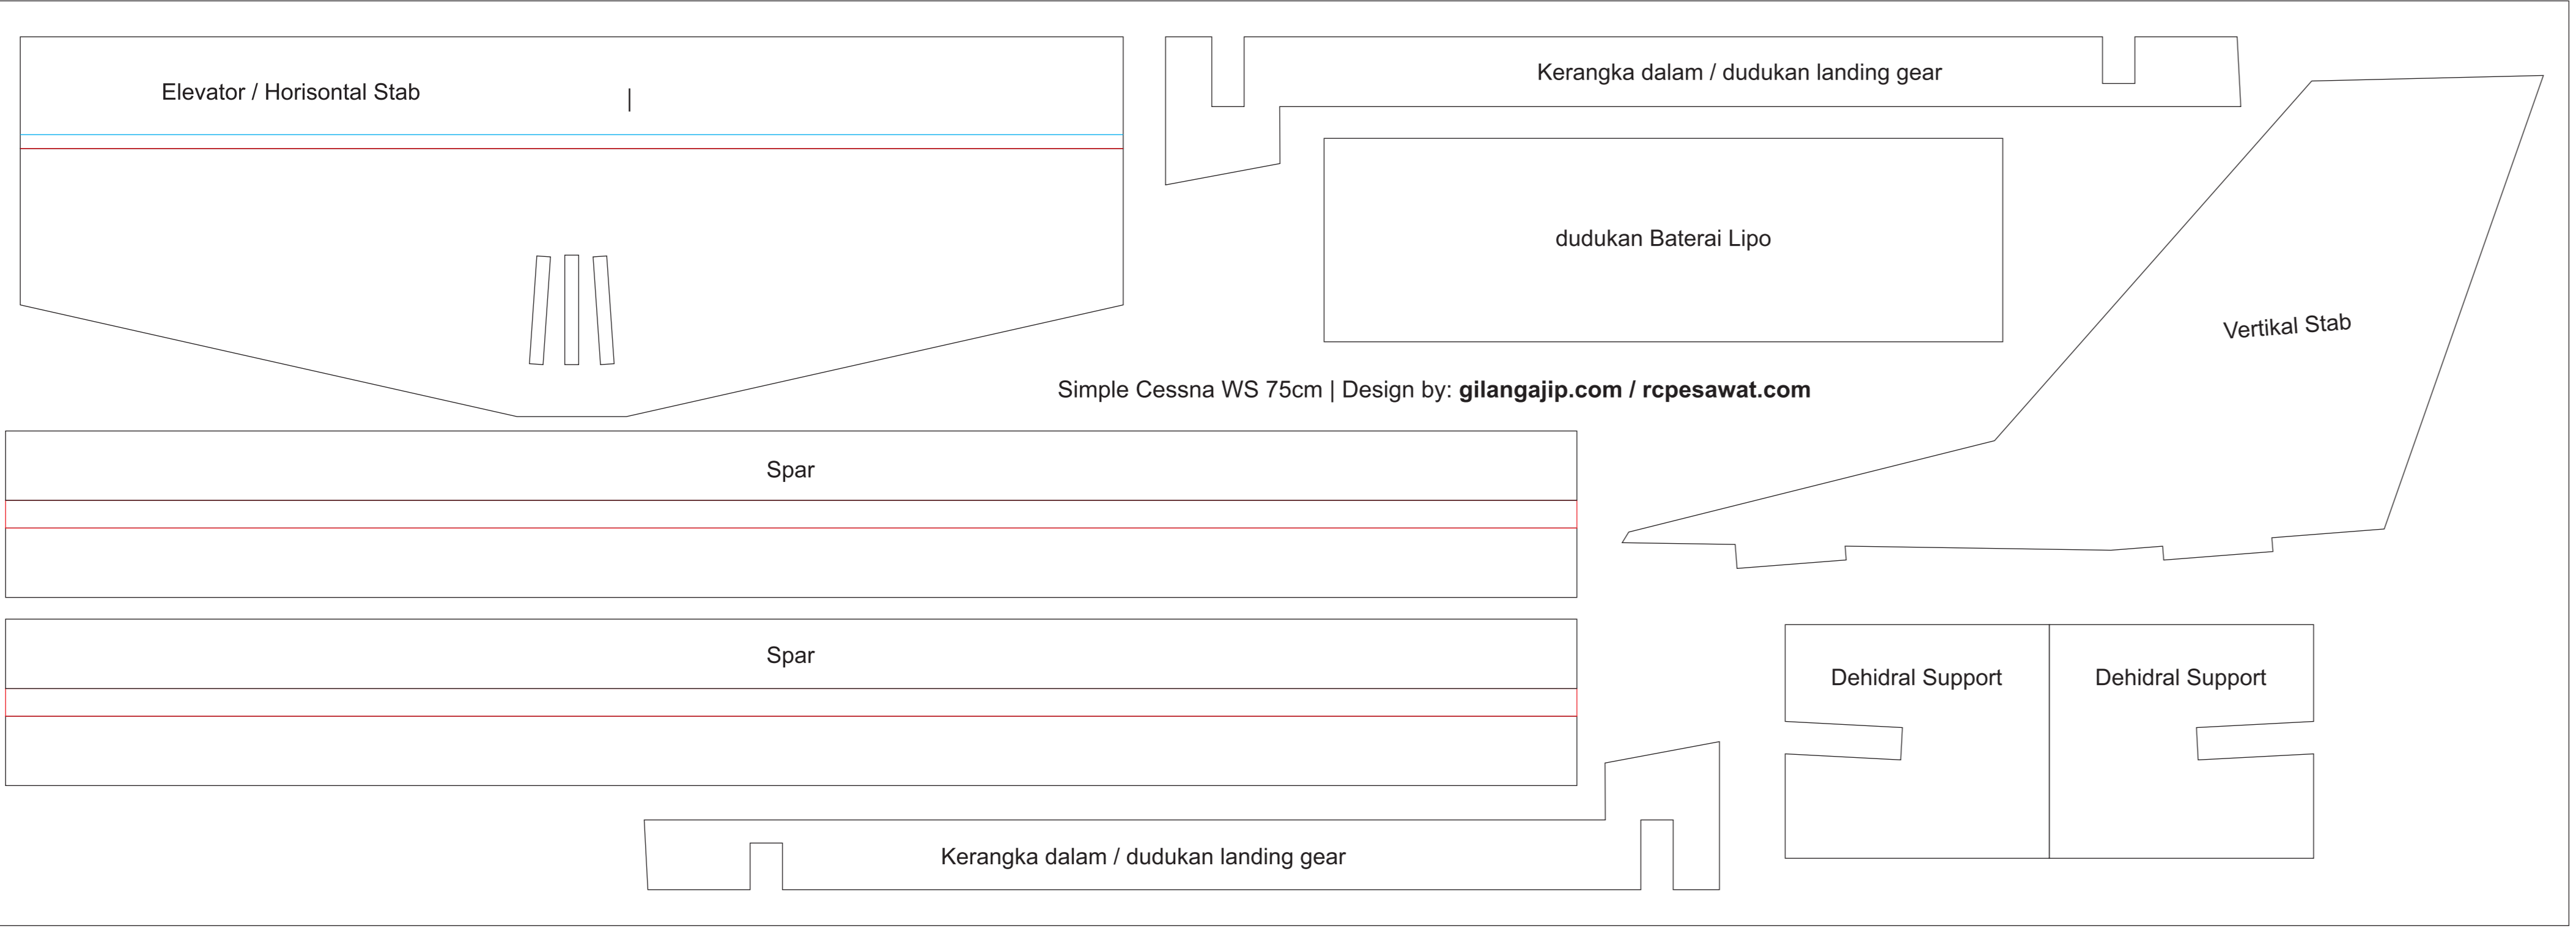 Elevator / Horisontal Stab
Kerangka dalam / dudukan landing gear
dudukan Baterai Lipo
Vertikal Stab
Simple Cessna WS 75cm | Design by: gilangajip.com / rcpesawat.com
Spar
Spar
Dehidral Support
Dehidral Support
Kerangka dalam / dudukan landing gear